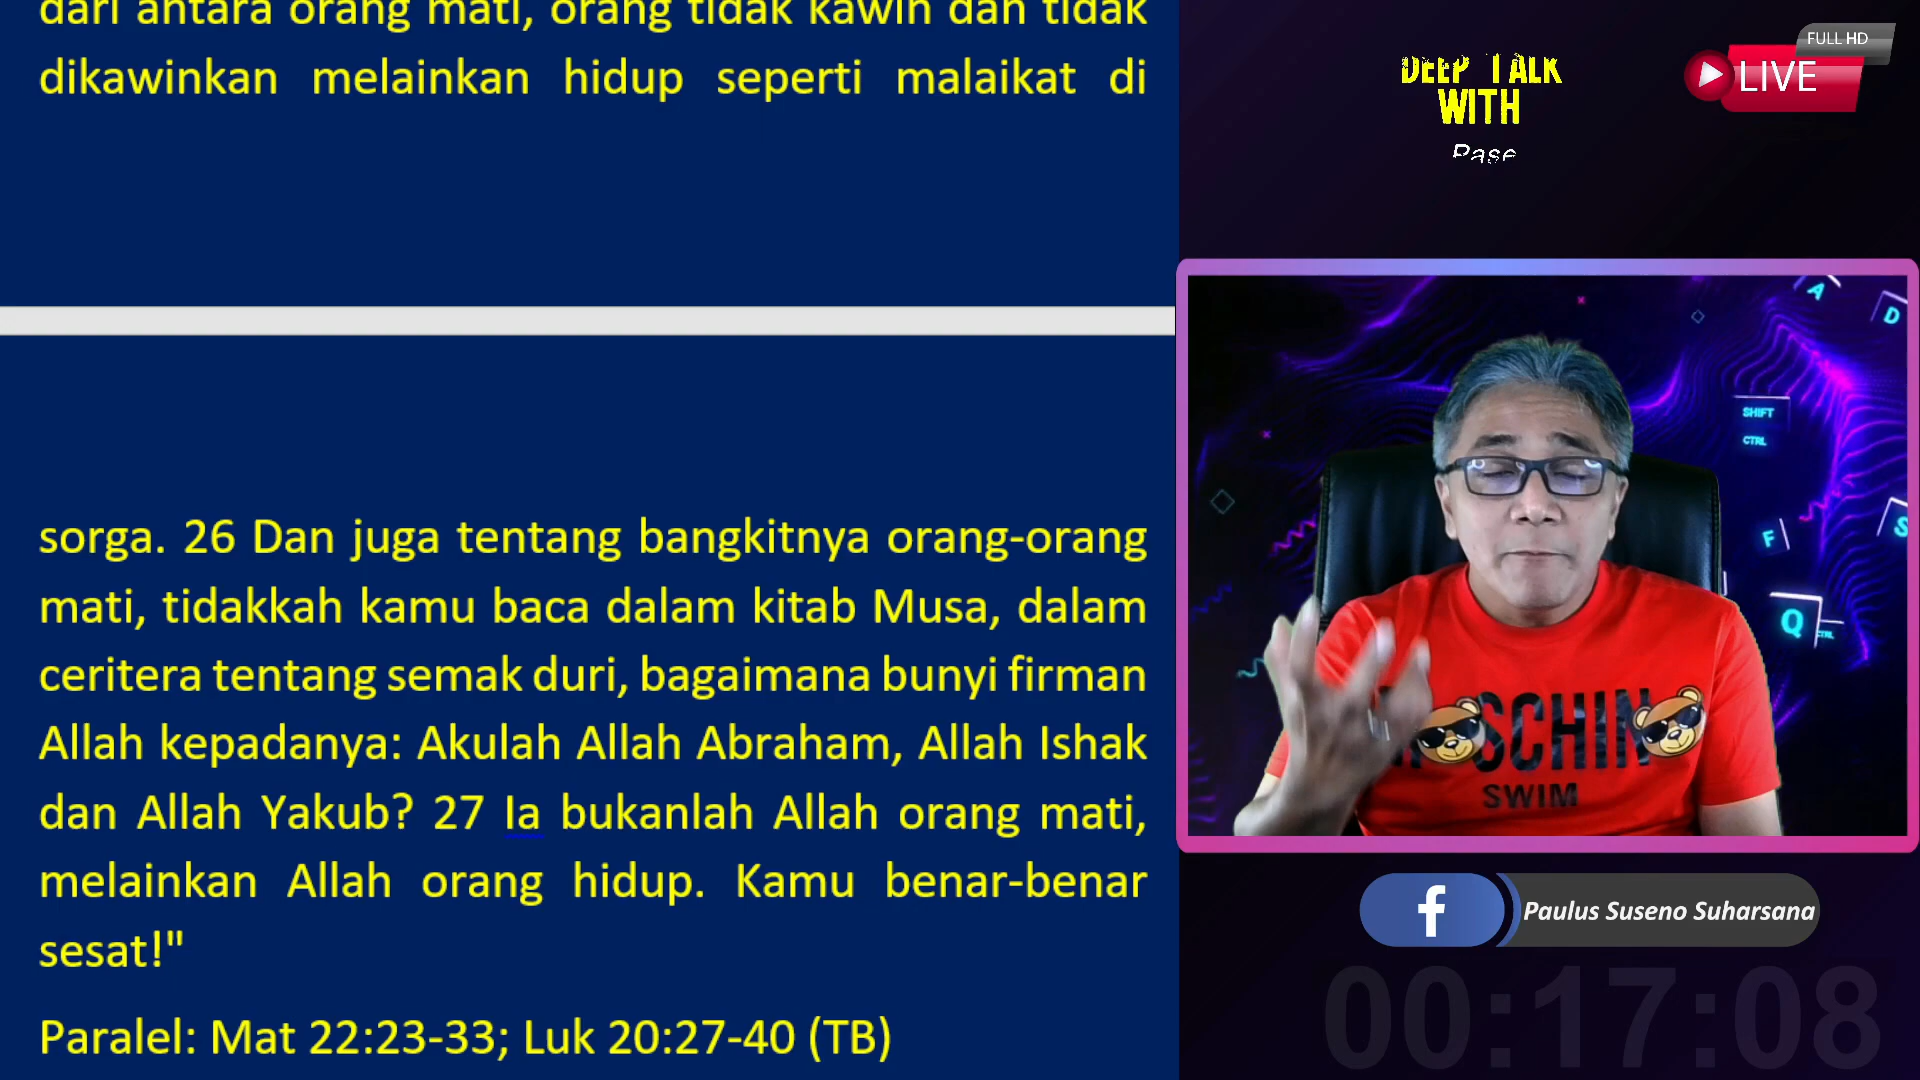 dari antara orang mati, orang tidak kawin dan tidak
dikawinkan melainkan hidup seperti malaikat di
sorga. 26 Dan juga tentang bangkitnya orang-orang
mati, tidakkah kamu baca dalam kitab Musa, dalam
ceritera tentang semak duri, bagaimana bunyi firman
Allah kepadanya: Akulah Allah Abraham, Allah Ishak
dan Allah Yakub? 27 Ia bukanlah Allah orang mati,
melainkan Allah orang hidup. Kamu benar-benar
sesat!"
Paralel: Mat 22:23-33; Luk 20:27-40 (TB)
DEEP TALK
WITH
Pase
FULL HD
LIVE
A
D
SHIFT
CTRL
F
S
Q
CTRL
SCHIN
SWIM
f
Paulus Suseno Suharsana
00:17:08